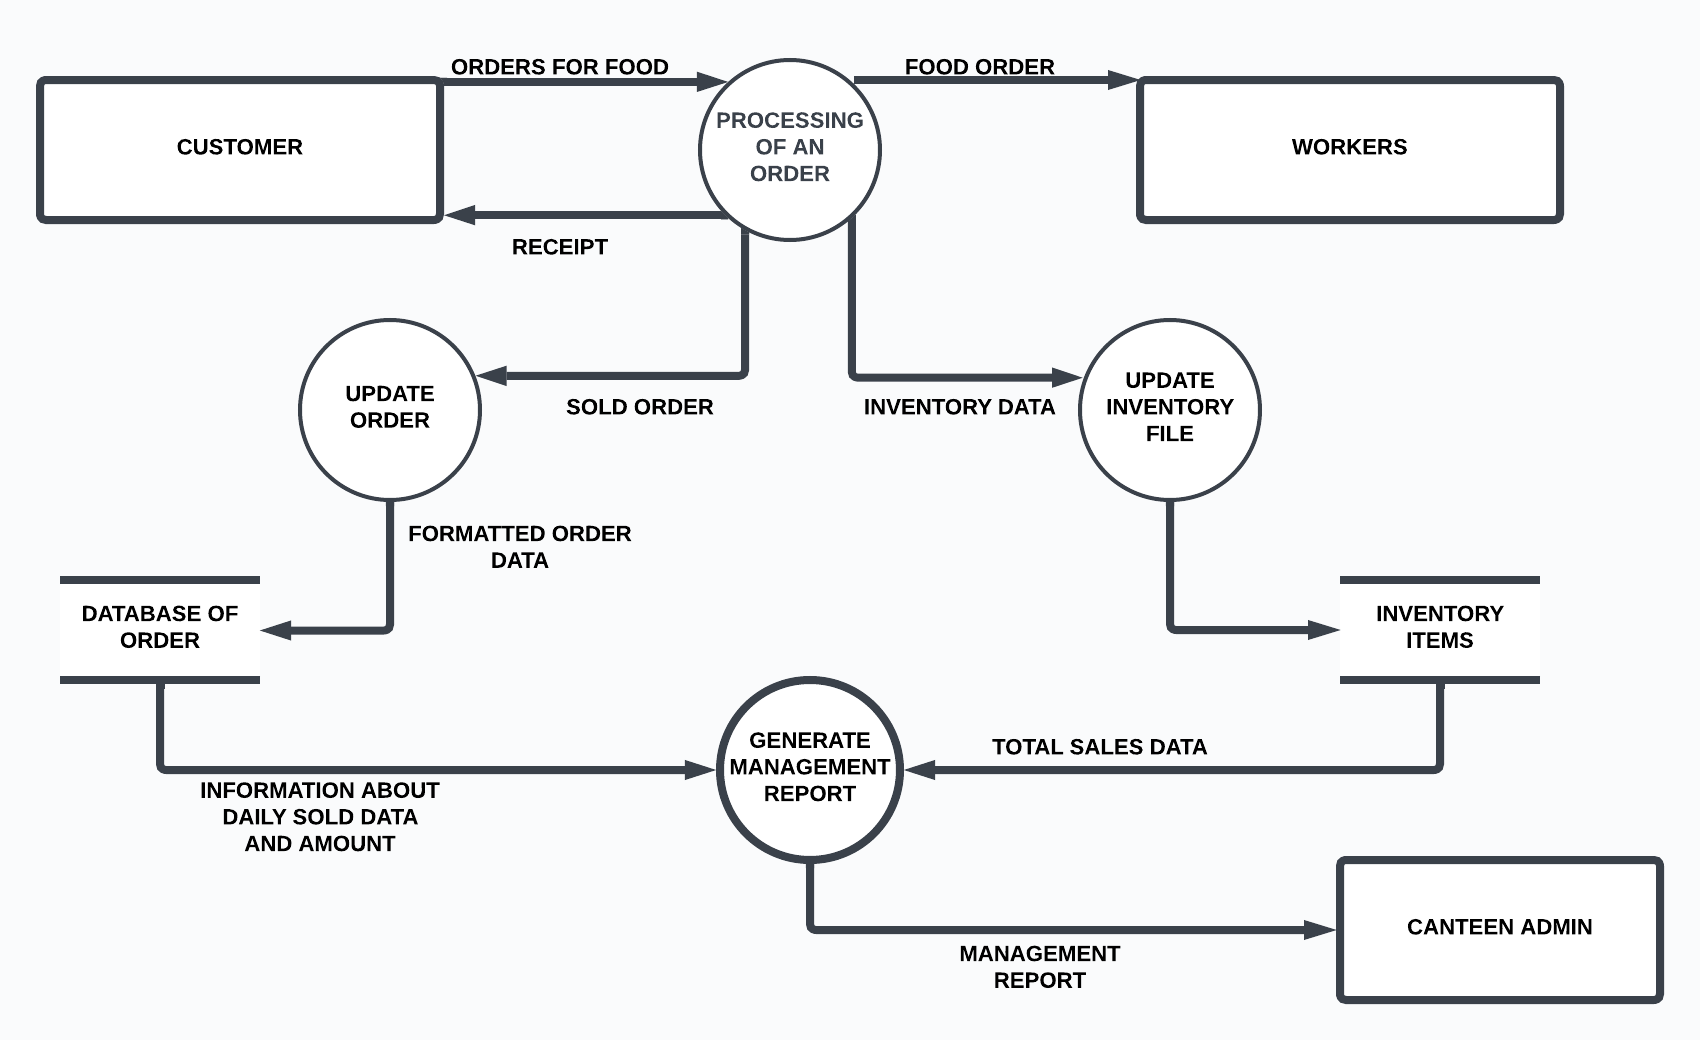 ORDERS FOR FOOD
FOOD ORDER
CUSTOMER
PROCESSING
OF AN
ORDER
WORKERS
RECEIPT
UPDATE
ORDER
SOLD ORDER
INVENTORY DATA
UPDATE
INVENTORY
FILE
FORMATTED ORDER
DATA
DATABASE OF
ORDER
INVENTORY
ITEMS
GENERATE
MANAGEMENT
REPORT
TOTAL SALES DATA
INFORMATION ABOUT
DAILY SOLD DATA
AND AMOUNT
CANTEEN ADMIN
MANAGEMENT
REPORT